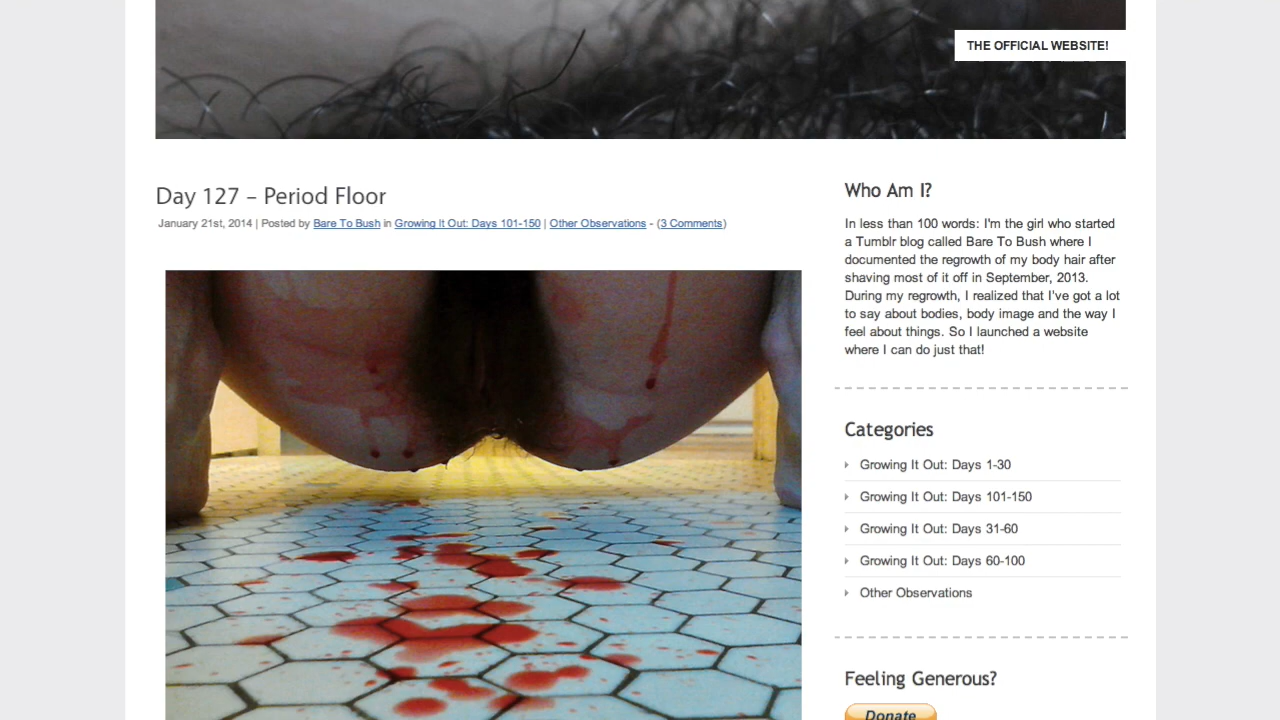 THE OFFICIAL WEBSITE!
Day 127 – Period Floor
January 21st, 2014 | Posted by Bare To Bush in Growing It Out: Days 101-150 | Other Observations - (3 Comments)
Who Am I?
In less than 100 words: I'm the girl who started
a Tumblr blog called Bare To Bush where I
documented the regrowth of my body hair after
shaving most of it off in September, 2013.
During my regrowth, I realized that I've got a lot
to say about bodies, body image and the way I
feel about things. So I launched a website
where I can do just that!
Categories
Growing It Out: Days 1-30
Growing It Out: Days 101-150
Growing It Out: Days 31-60
Growing It Out: Days 60-100
Other Observations
Feeling Generous?
Donate